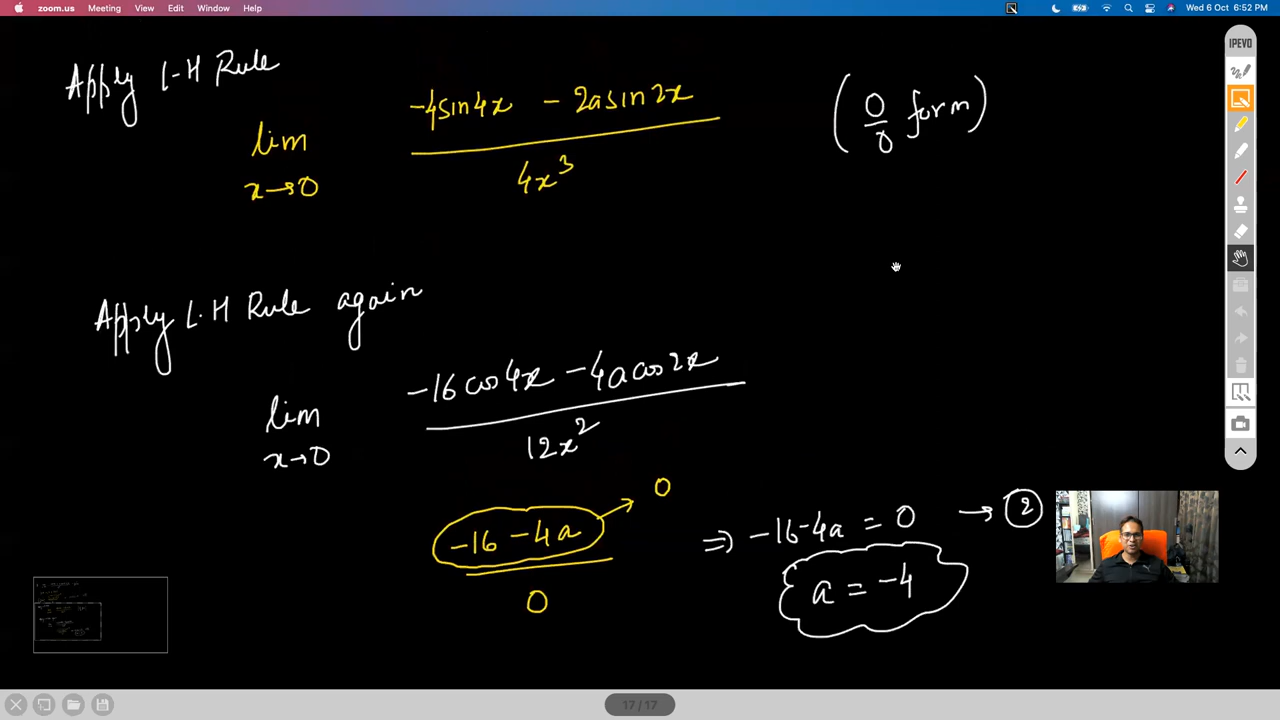 zoom.us Meeting View Edit Window Help Wed 6 Oct 6:52 PM
IPEVO
Apply L-H Rule
lim x→0 (-4sin4x - 2asin2x)/(4x³) (0/0 form)
Apply L.H Rule again
lim x→0 (-16cos4x - 4acos2x)/(12x²)
(-16 - 4a)/0 → 0 ⇒ -16-4a = 0 → ②
a = -4
17 / 17